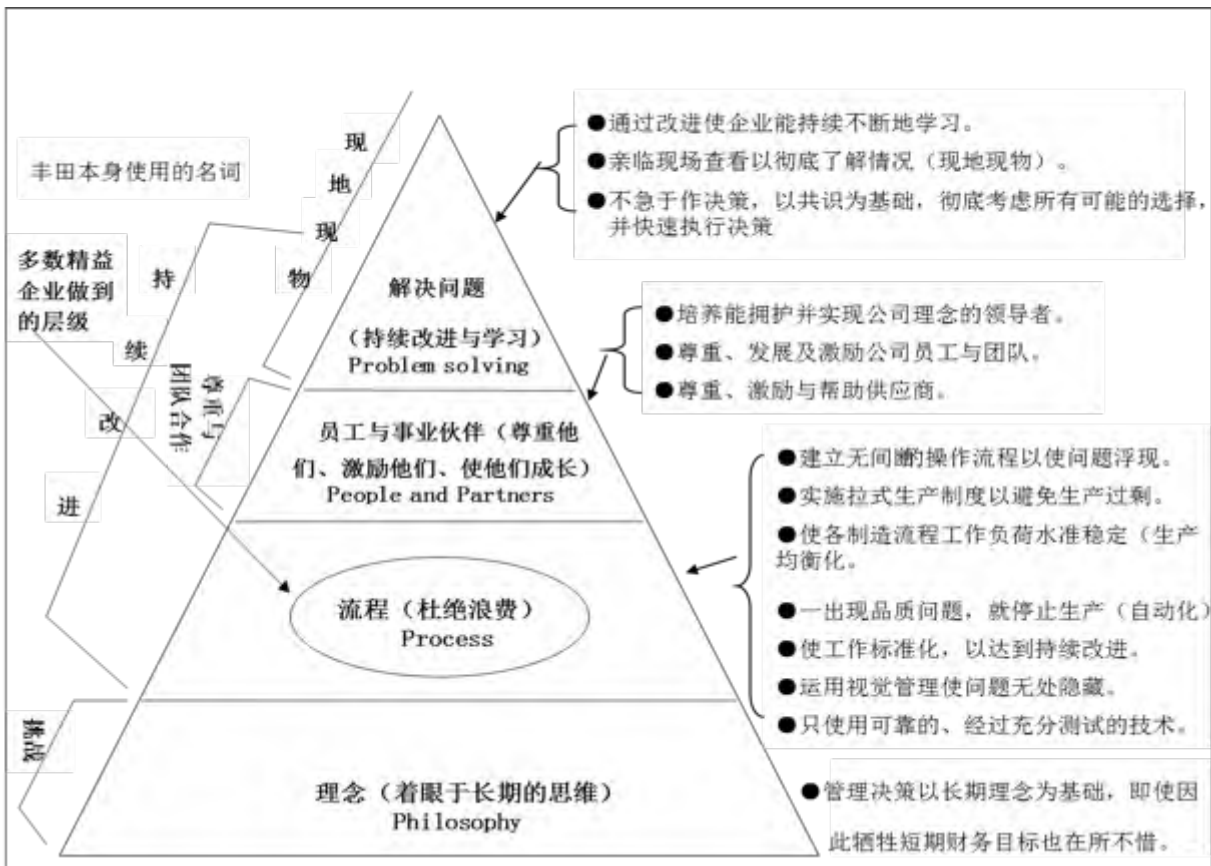 丰田本身使用的名词
多数精益
企业做到
的层级
现地现物
持续改进
尊重与
团队合作
挑战
解决问题
（持续改进与学习）
Problem solving
员工与事业伙伴（尊重他
们、激励他们、使他们成长）
People and Partners
流程（杜绝浪费）
Process
理念（着眼于长期的思维）
Philosophy
●通过改进使企业能持续不断地学习。
●亲临现场查看以彻底了解情况（现地现物）。
●不急于作决策，以共识为基础，彻底考虑所有可能的选择，
并快速执行决策
●培养能拥护并实现公司理念的领导者。
●尊重、发展及激励公司员工与团队。
●尊重、激励与帮助供应商。
●建立无间断的操作流程以使问题浮现。
●实施拉式生产制度以避免生产过剩。
●使各制造流程工作负荷水准稳定（生产
均衡化。
●一出现品质问题，就停止生产（自动化）
●使工作标准化，以达到持续改进。
●运用视觉管理使问题无处隐藏。
●只使用可靠的、经过充分测试的技术。
●管理决策以长期理念为基础，即使因
此牺牲短期财务目标也在所不惜。